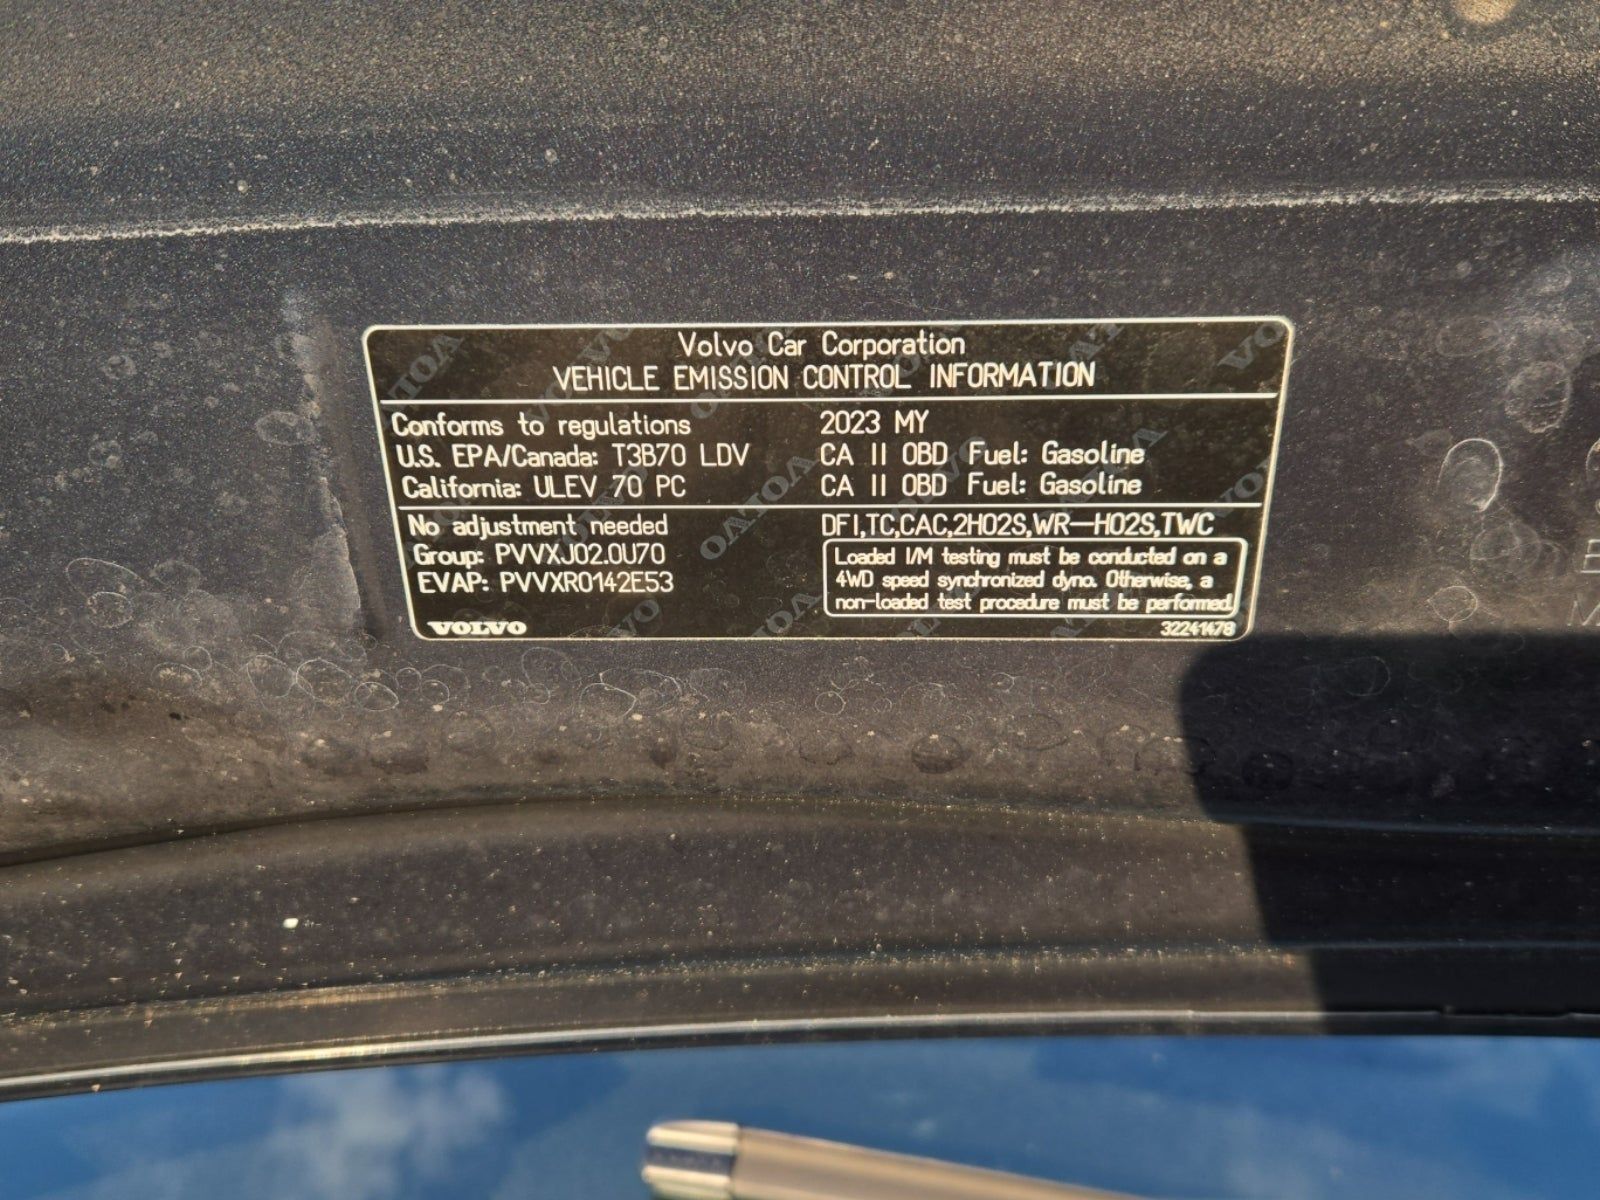 Volvo Car Corporation
VEHICLE EMISSION CONTROL INFORMATION
Conforms to regulations 2023 MY
U.S. EPA/Canada: T3B70 LDV CA II OBD Fuel: Gasoline
California: ULEV 70 PC CA II OBD Fuel: Gasoline
No adjustment needed DFI,TC,CAC,2HO2S,WR-HO2S,TWC
Group: PVVXJ02.0U70
EVAP: PVVXR0142E53
Loaded I/M testing must be conducted on a
4WD speed synchronized dyno. Otherwise, a
non-loaded test procedure must be performed.
VOLVO 32241478